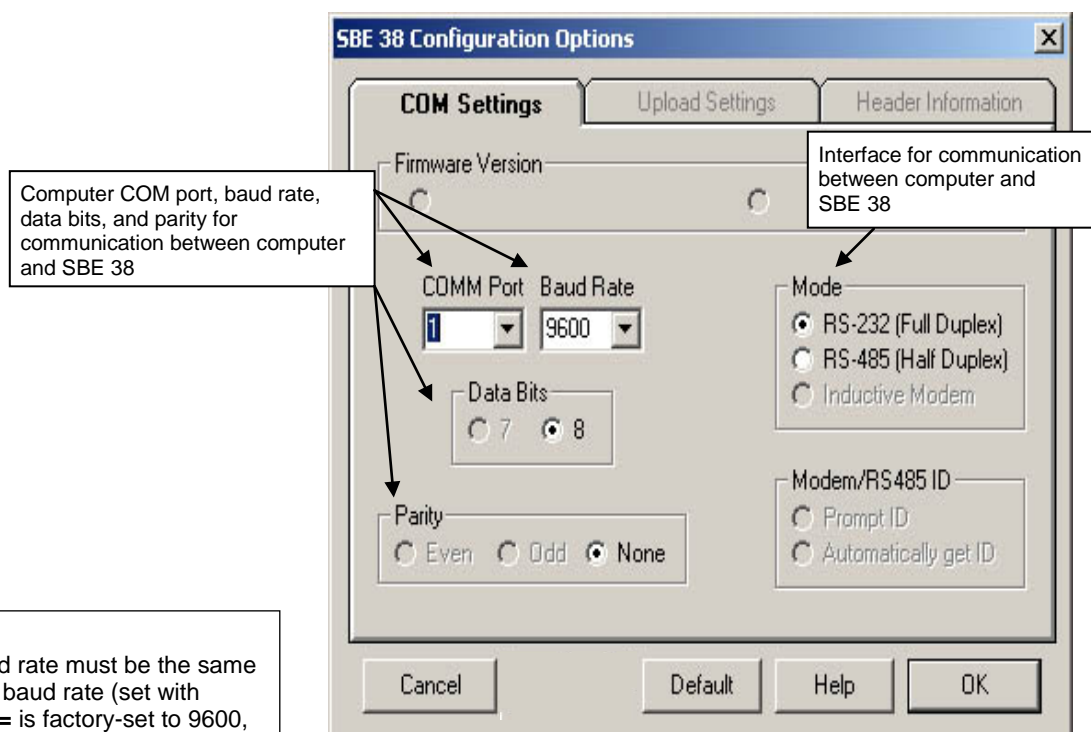 SBE 38 Configuration Options
COM Settings
Upload Settings
Header Information
Firmware Version
Interface for communication
between computer and
SBE 38
Computer COM port, baud rate,
data bits, and parity for
communication between computer
and SBE 38
COMM Port
Baud Rate
1
9600
Mode
RS-232 (Full Duplex)
RS-485 (Half Duplex)
Inductive Modem
Data Bits
7
8
Modem/RS485 ID
Prompt ID
Automatically get ID
Parity
Even
Odd
None
rate must be the same
baud rate (set with
= is factory-set to 9600,
Cancel
Default
Help
OK